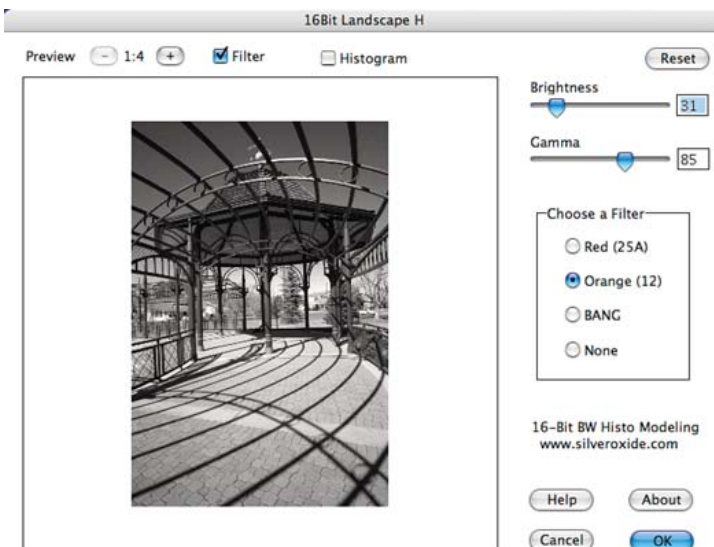 16Bit Landscape H
Preview - 1:4 + Filter Histogram Reset
Brightness
31
Gamma
85
Choose a Filter
Red (25A)
Orange (12)
BANG
None
16-Bit BW Histo Modeling
www.silveroxide.com
Help About
Cancel OK